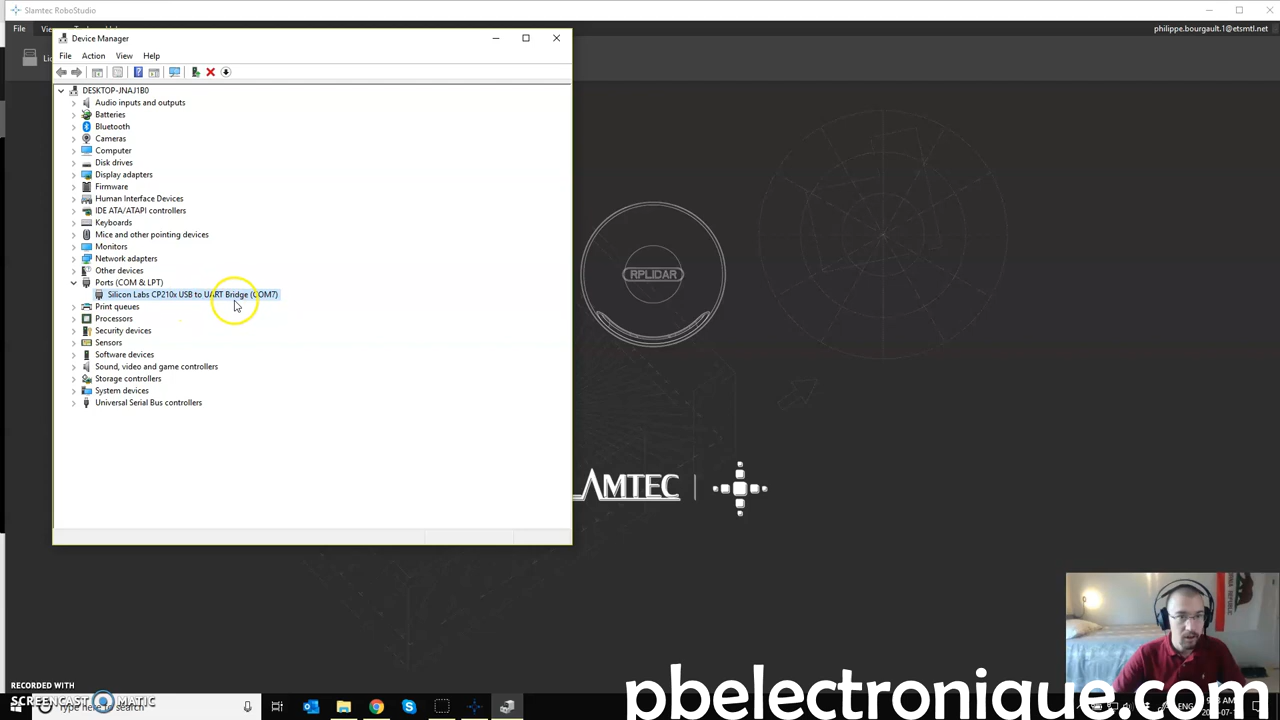 Slamtec RoboStudio
File
philippe.bourgault.1@etsmtl.net
Device Manager
File Action View Help
DESKTOP-JNAJ1B0
Audio inputs and outputs
Batteries
Bluetooth
Cameras
Computer
Disk drives
Display adapters
Firmware
Human Interface Devices
IDE ATA/ATAPI controllers
Keyboards
Mice and other pointing devices
Monitors
Network adapters
Other devices
Ports (COM & LPT)
Silicon Labs CP210x USB to UART Bridge (COM7)
Print queues
Processors
Security devices
Sensors
Software devices
Sound, video and game controllers
Storage controllers
System devices
Universal Serial Bus controllers
RPLIDAR
RECORDED WITH
SCREENCAST MATIC
Type here to search
ENG
pbelectronique.com